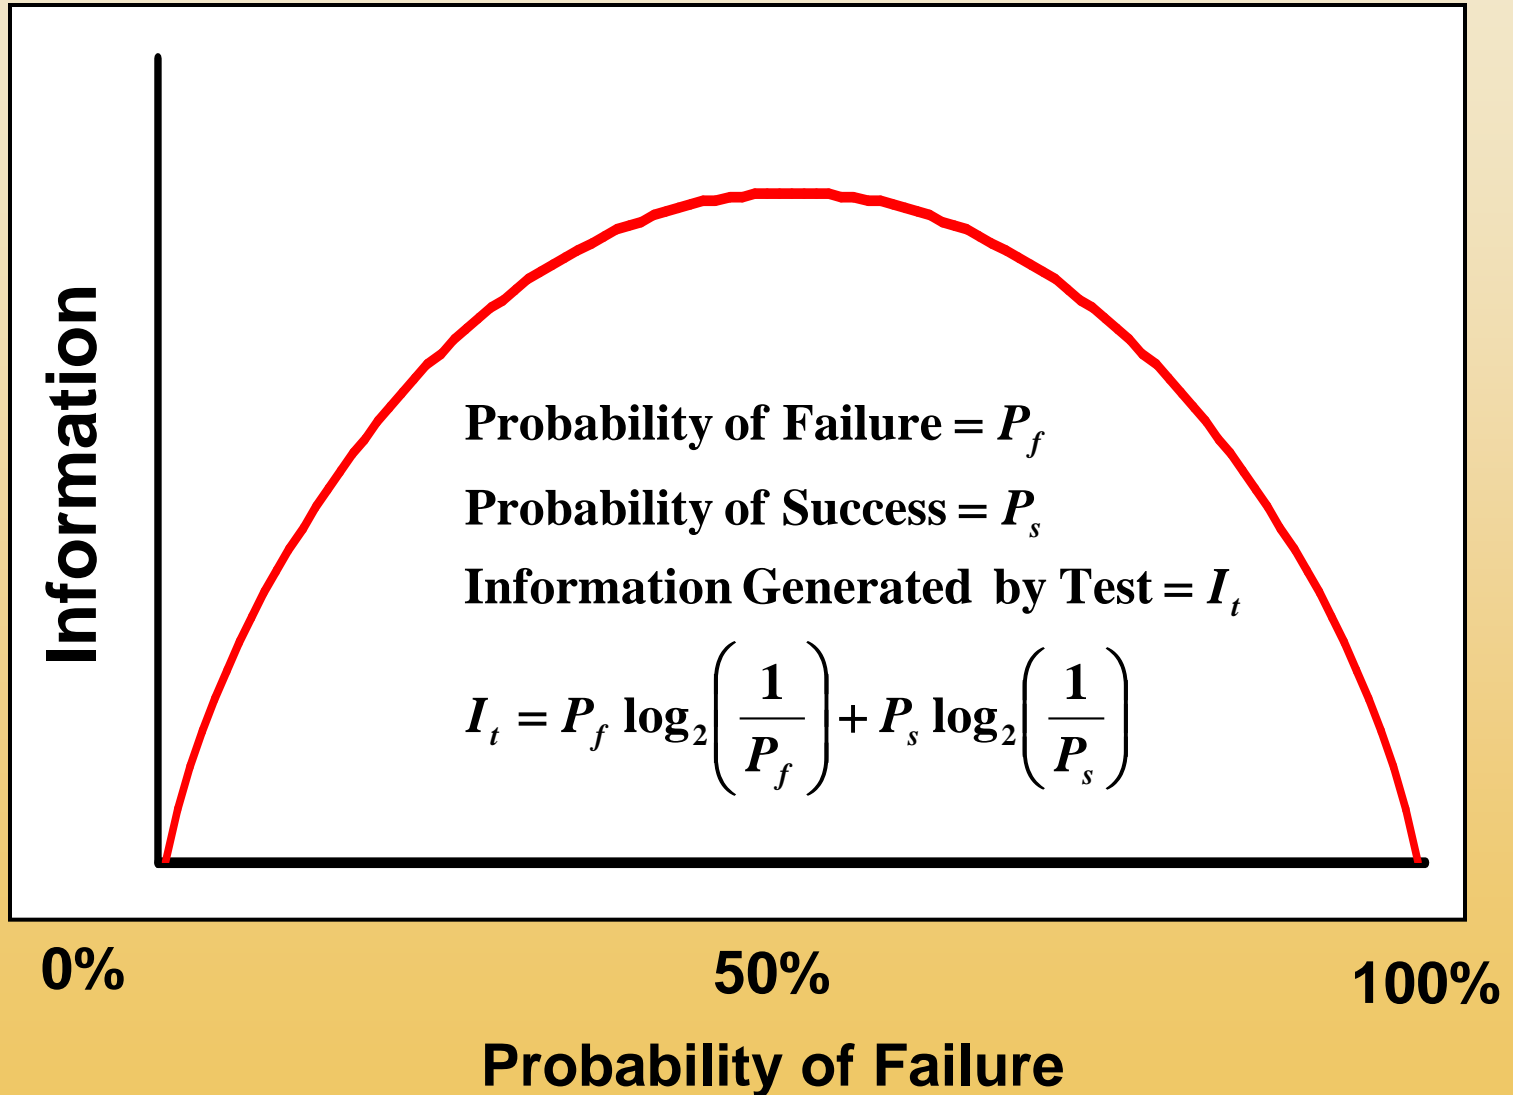 Information
Probability of Failure = P_f
Probability of Success = P_s
Information Generated by Test = I_t
I_t = P_f log_2(1/P_f) + P_s log_2(1/P_s)
0% 50% 100%
Probability of Failure